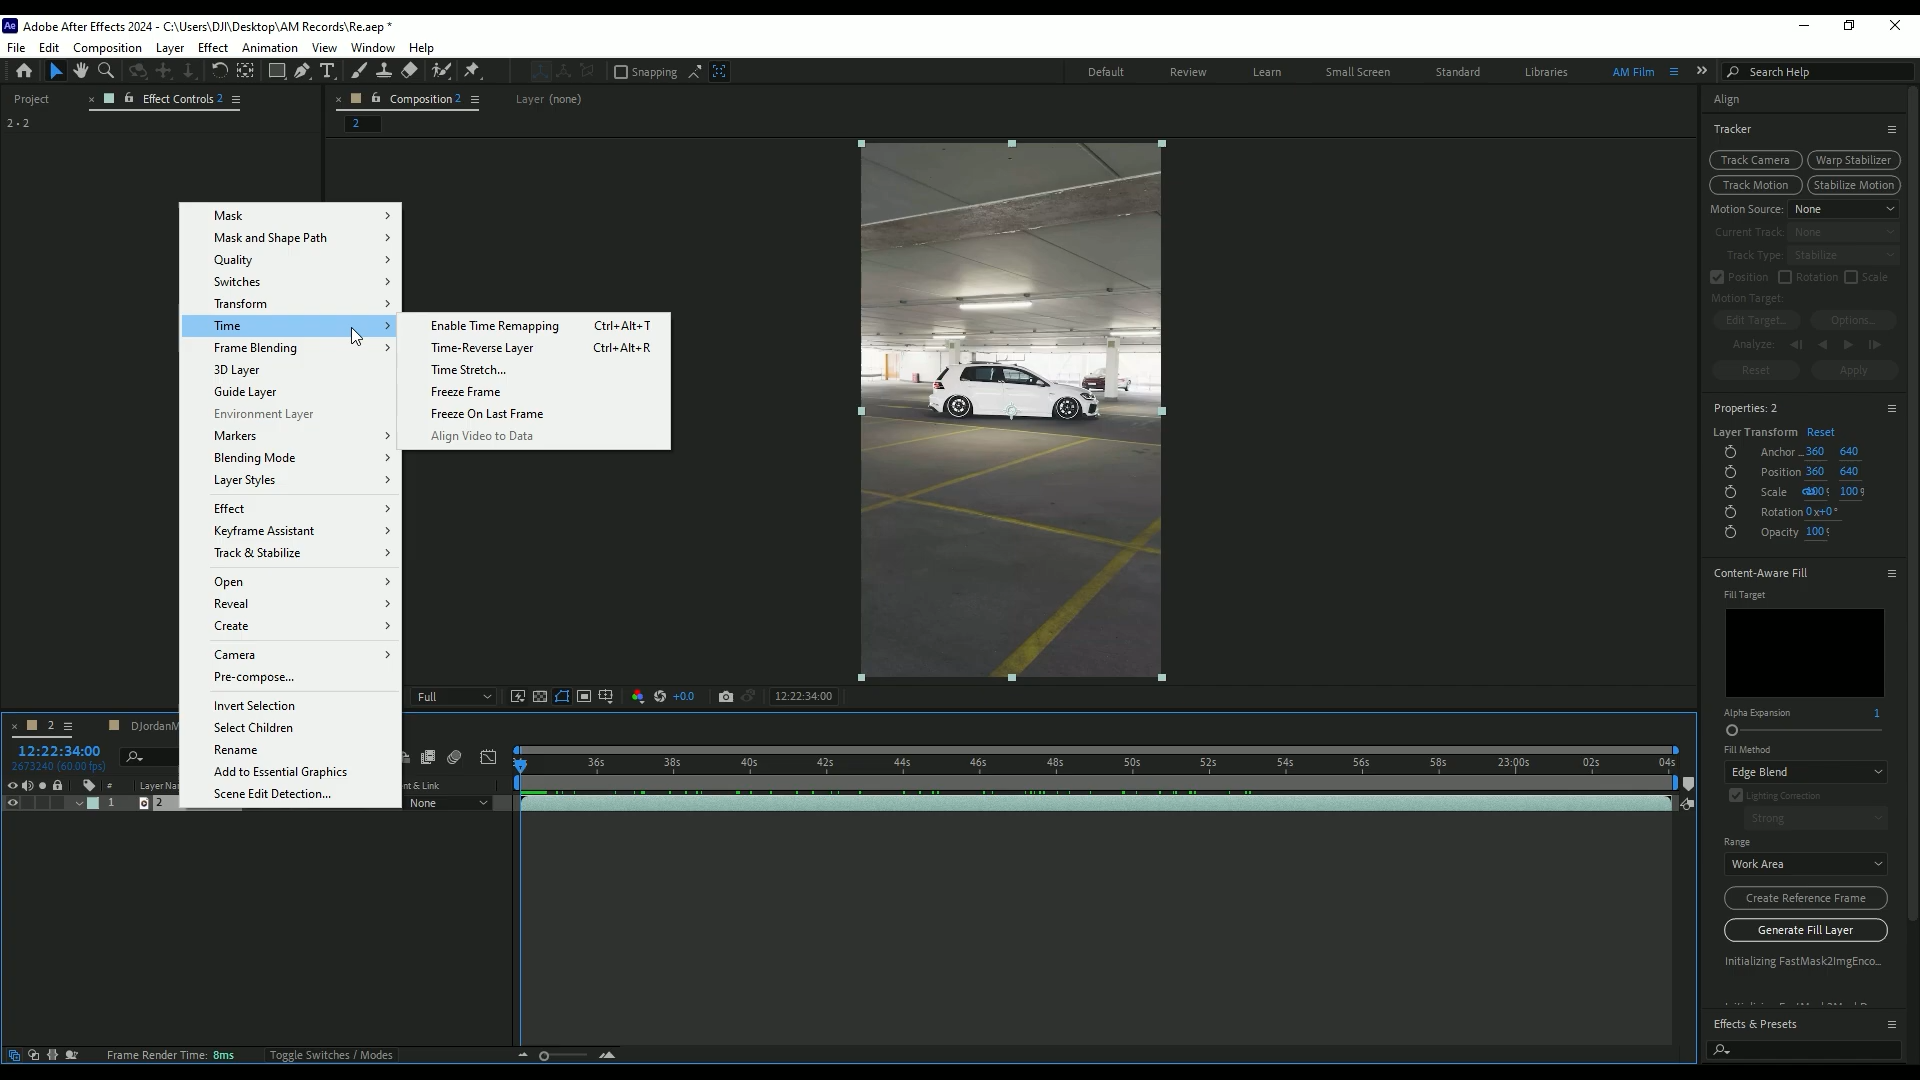 Ae Adobe After Effects 2024 - C:\Users\DJI\Desktop\AM Records\Re.aep *
File Edit Composition Layer Effect Animation View Window Help
Snapping
Default Review Learn Small Screen Standard Libraries AM Film Search Help
Project Effect Controls 2 Composition 2 Layer (none)
2 • 2
2
Mask
Mask and Shape Path
Quality
Switches
Transform
Time
Frame Blending
3D Layer
Guide Layer
Environment Layer
Markers
Blending Mode
Layer Styles
Effect
Keyframe Assistant
Track & Stabilize
Open
Reveal
Create
Camera
Pre-compose...
Invert Selection
Select Children
Rename
Add to Essential Graphics
Scene Edit Detection...
Enable Time Remapping Ctrl+Alt+T
Time-Reverse Layer Ctrl+Alt+R
Time Stretch...
Freeze Frame
Freeze On Last Frame
Align Video to Data
Align
Tracker
Track Camera Warp Stabilizer
Track Motion Stabilize Motion
Motion Source: None
Current Track: None
Track Type: Stabilize
Position Rotation Scale
Motion Target:
Edit Target... Options...
Analyze:
Reset Apply
Properties: 2
Layer Transform Reset
Anchor ... 360 640
Position 360 640
Scale 100
Rotation 0x+0°
Opacity 100
Content-Aware Fill
Fill Target
Alpha Expansion 1
Fill Method
Edge Blend
Lighting Correction
Strong
Range
Work Area
Create Reference Frame
Generate Fill Layer
Initializing FastMask2ImgEnco...
Effects & Presets
Full +0.0 12:22:34:00
2 DJordanM
12:22:34:00
2673240 (60.00 fps)
# Layer Nam nt & Link
1 2 None
36s 38s 40s 42s 44s 46s 48s 50s 52s 54s 56s 58s 23:00s 02s 04s
Frame Render Time: 8ms Toggle Switches / Modes